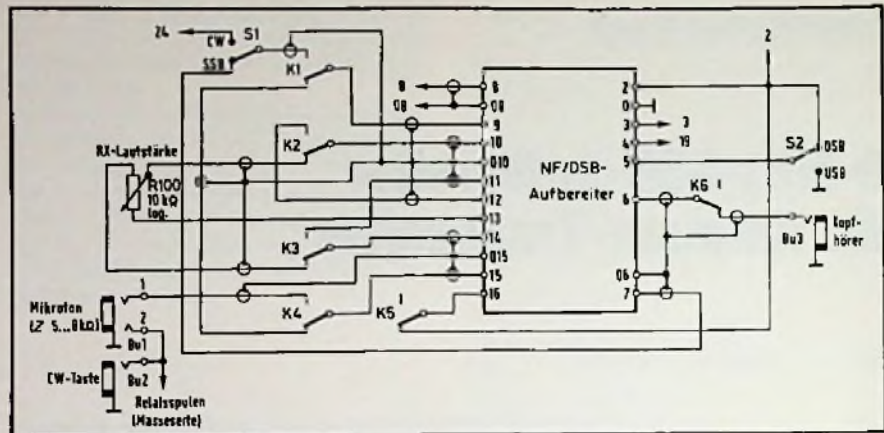 24
CW
S1
SSB
K1
8
08
8
08
9
10
010
11
12
13
14
015
15
16
2
0
3
4
5
6
06
7
NF/DSB-
Aufbereiter
2
3
19
S2
OSB
USB
K6
Bu3
Kopf-
hörer
RX-Lautstärke
R100
10 kΩ
log.
K2
K3
K4
K5
Mikrofon
(Z 5...8kΩ)
1
2
Bu1
CW-Taste
Bu2
Relaisspulen
(Masseseite)